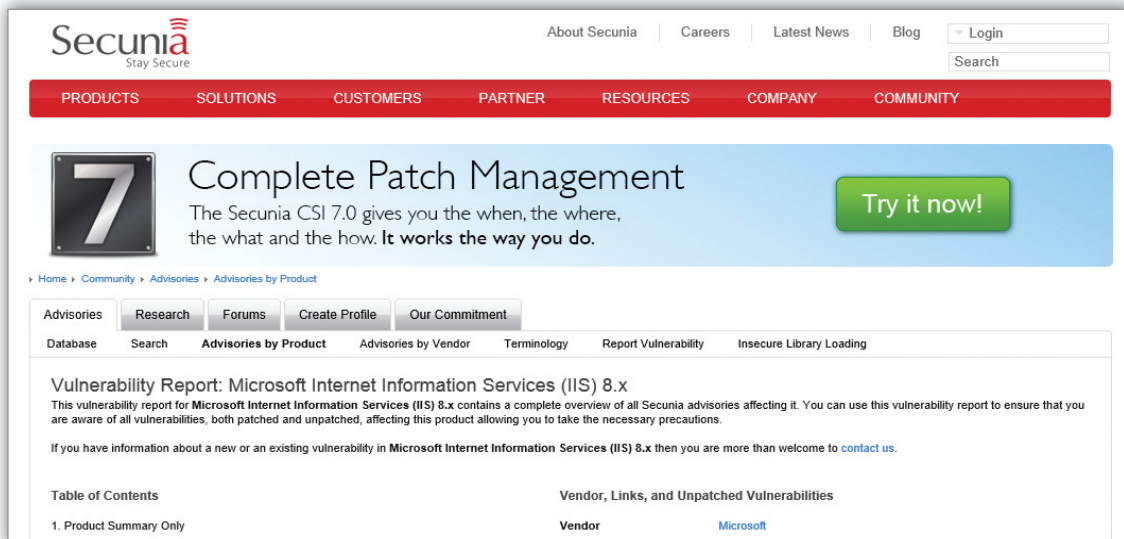 Secunia
Stay Secure
About Secunia
Careers
Latest News
Blog
Login
Search
PRODUCTS
SOLUTIONS
CUSTOMERS
PARTNER
RESOURCES
COMPANY
COMMUNITY
7
Complete Patch Management
The Secunia CSI 7.0 gives you the when, the where,
the what and the how. It works the way you do.
Try it now!
Home
Community
Advisories
Advisories by Product
Advisories
Research
Forums
Create Profile
Our Commitment
Database
Search
Advisories by Product
Advisories by Vendor
Terminology
Report Vulnerability
Insecure Library Loading
Vulnerability Report: Microsoft Internet Information Services (IIS) 8.x
This vulnerability report for Microsoft Internet Information Services (IIS) 8.x contains a complete overview of all Secunia advisories affecting it. You can use this vulnerability report to ensure that you
are aware of all vulnerabilities, both patched and unpatched, affecting this product allowing you to take the necessary precautions.
If you have information about a new or an existing vulnerability in Microsoft Internet Information Services (IIS) 8.x then you are more than welcome to contact us.
Table of Contents
1. Product Summary Only
Vendor, Links, and Unpatched Vulnerabilities
Vendor
Microsoft